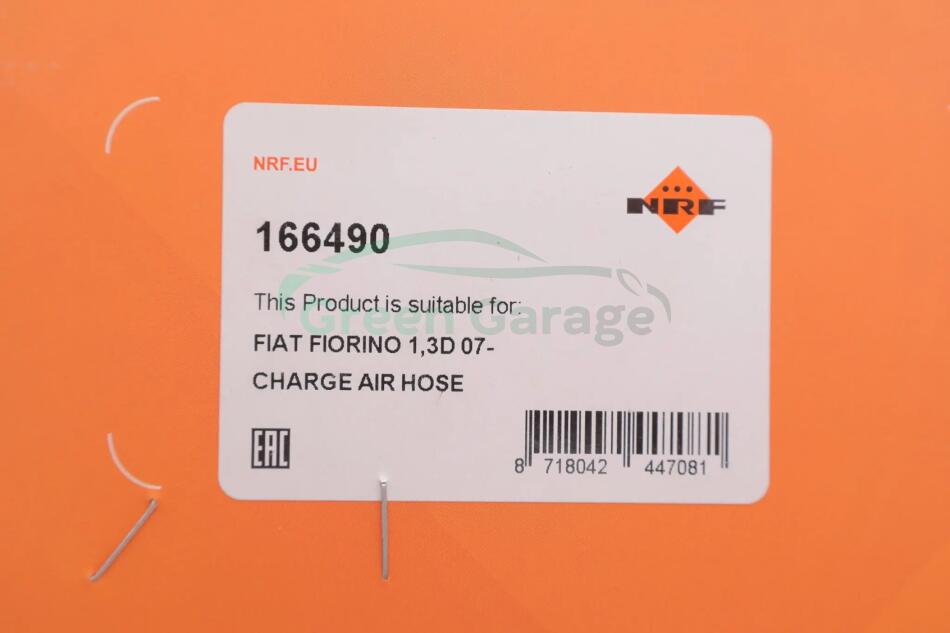 NRF.EU
NRF
166490
This Product is suitable for:
Green Garage
FIAT FIORINO 1,3D 07-
CHARGE AIR HOSE
EAC
8 718042 447081